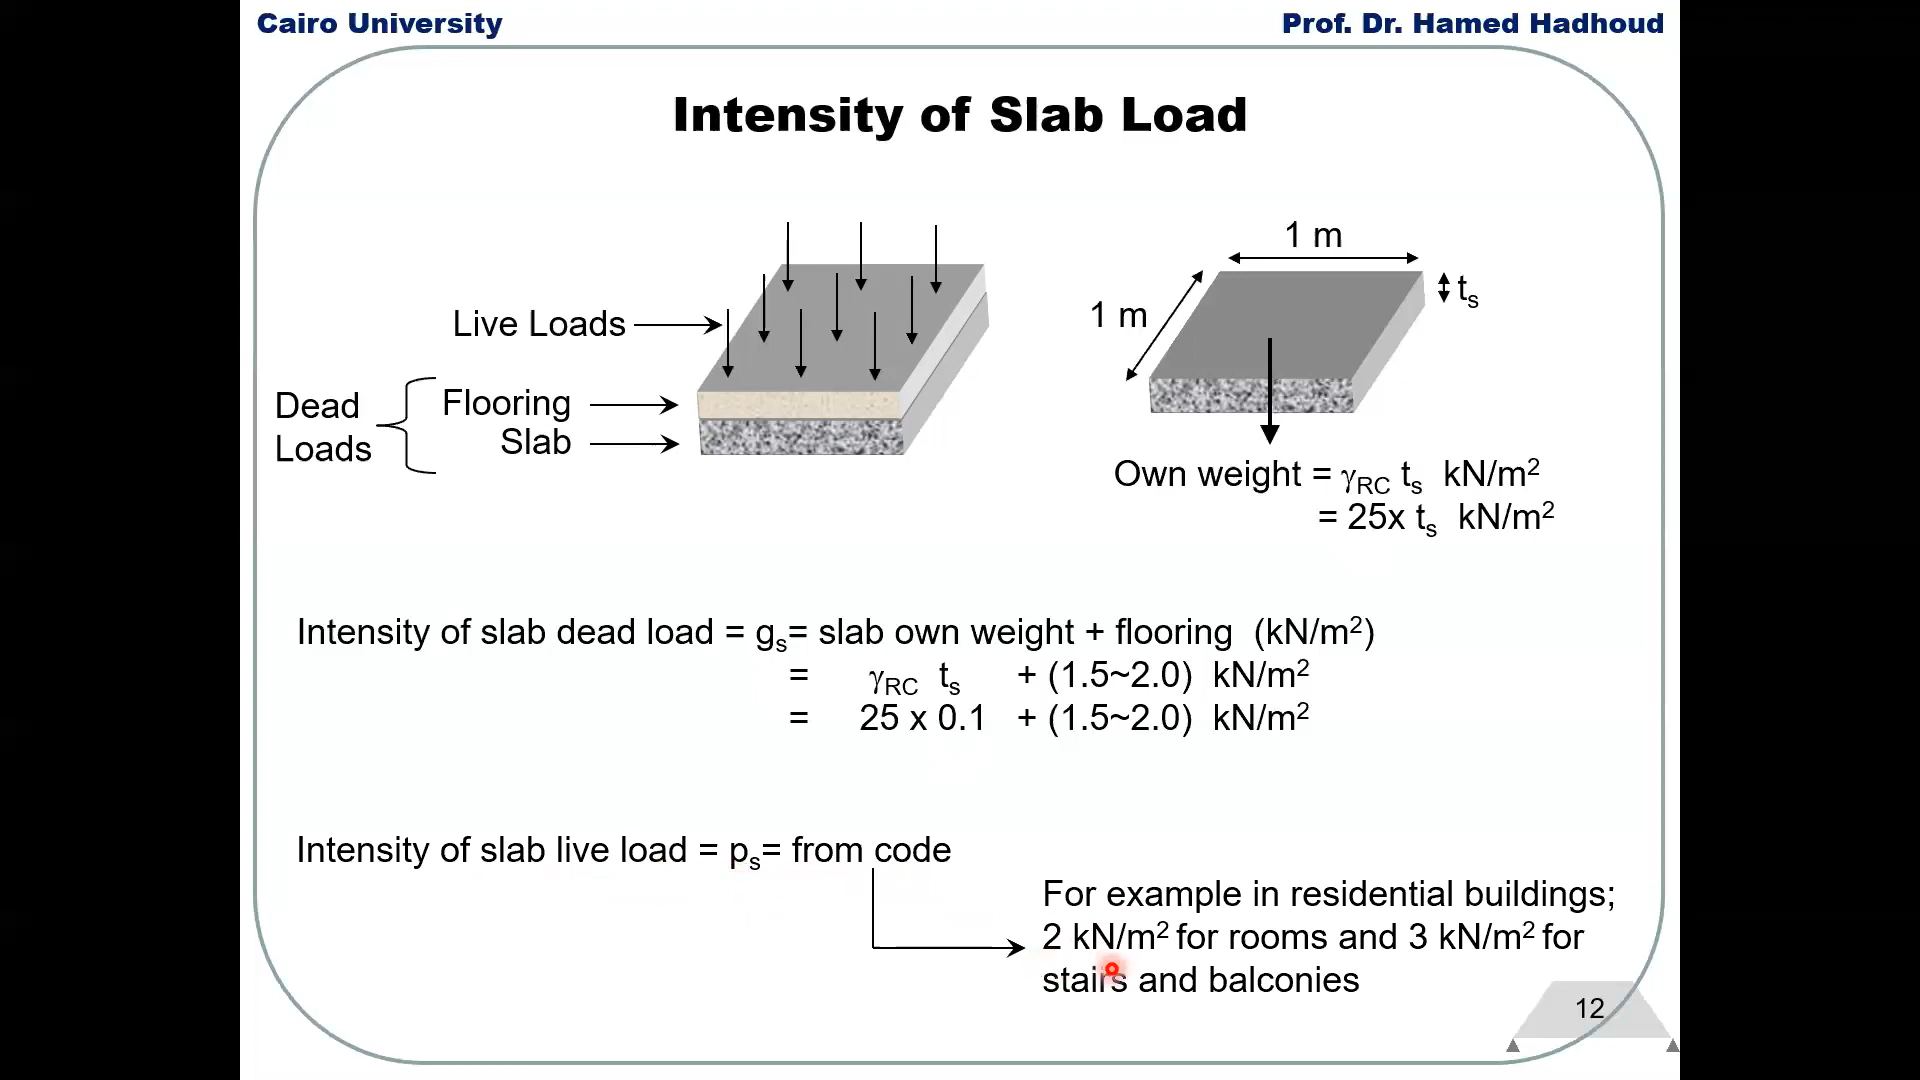 Cairo University
Prof. Dr. Hamed Hadhoud
Intensity of Slab Load
Live Loads
Dead
Loads
Flooring
Slab
1 m
1 m
tₛ
Own weight = γRC tₛ kN/m²
= 25x tₛ kN/m²
Intensity of slab dead load = gₛ= slab own weight + flooring (kN/m²)
= γRC tₛ + (1.5~2.0) kN/m²
= 25 x 0.1 + (1.5~2.0) kN/m²
Intensity of slab live load = pₛ= from code
For example in residential buildings;
2 kN/m² for rooms and 3 kN/m² for
stairs and balconies
12